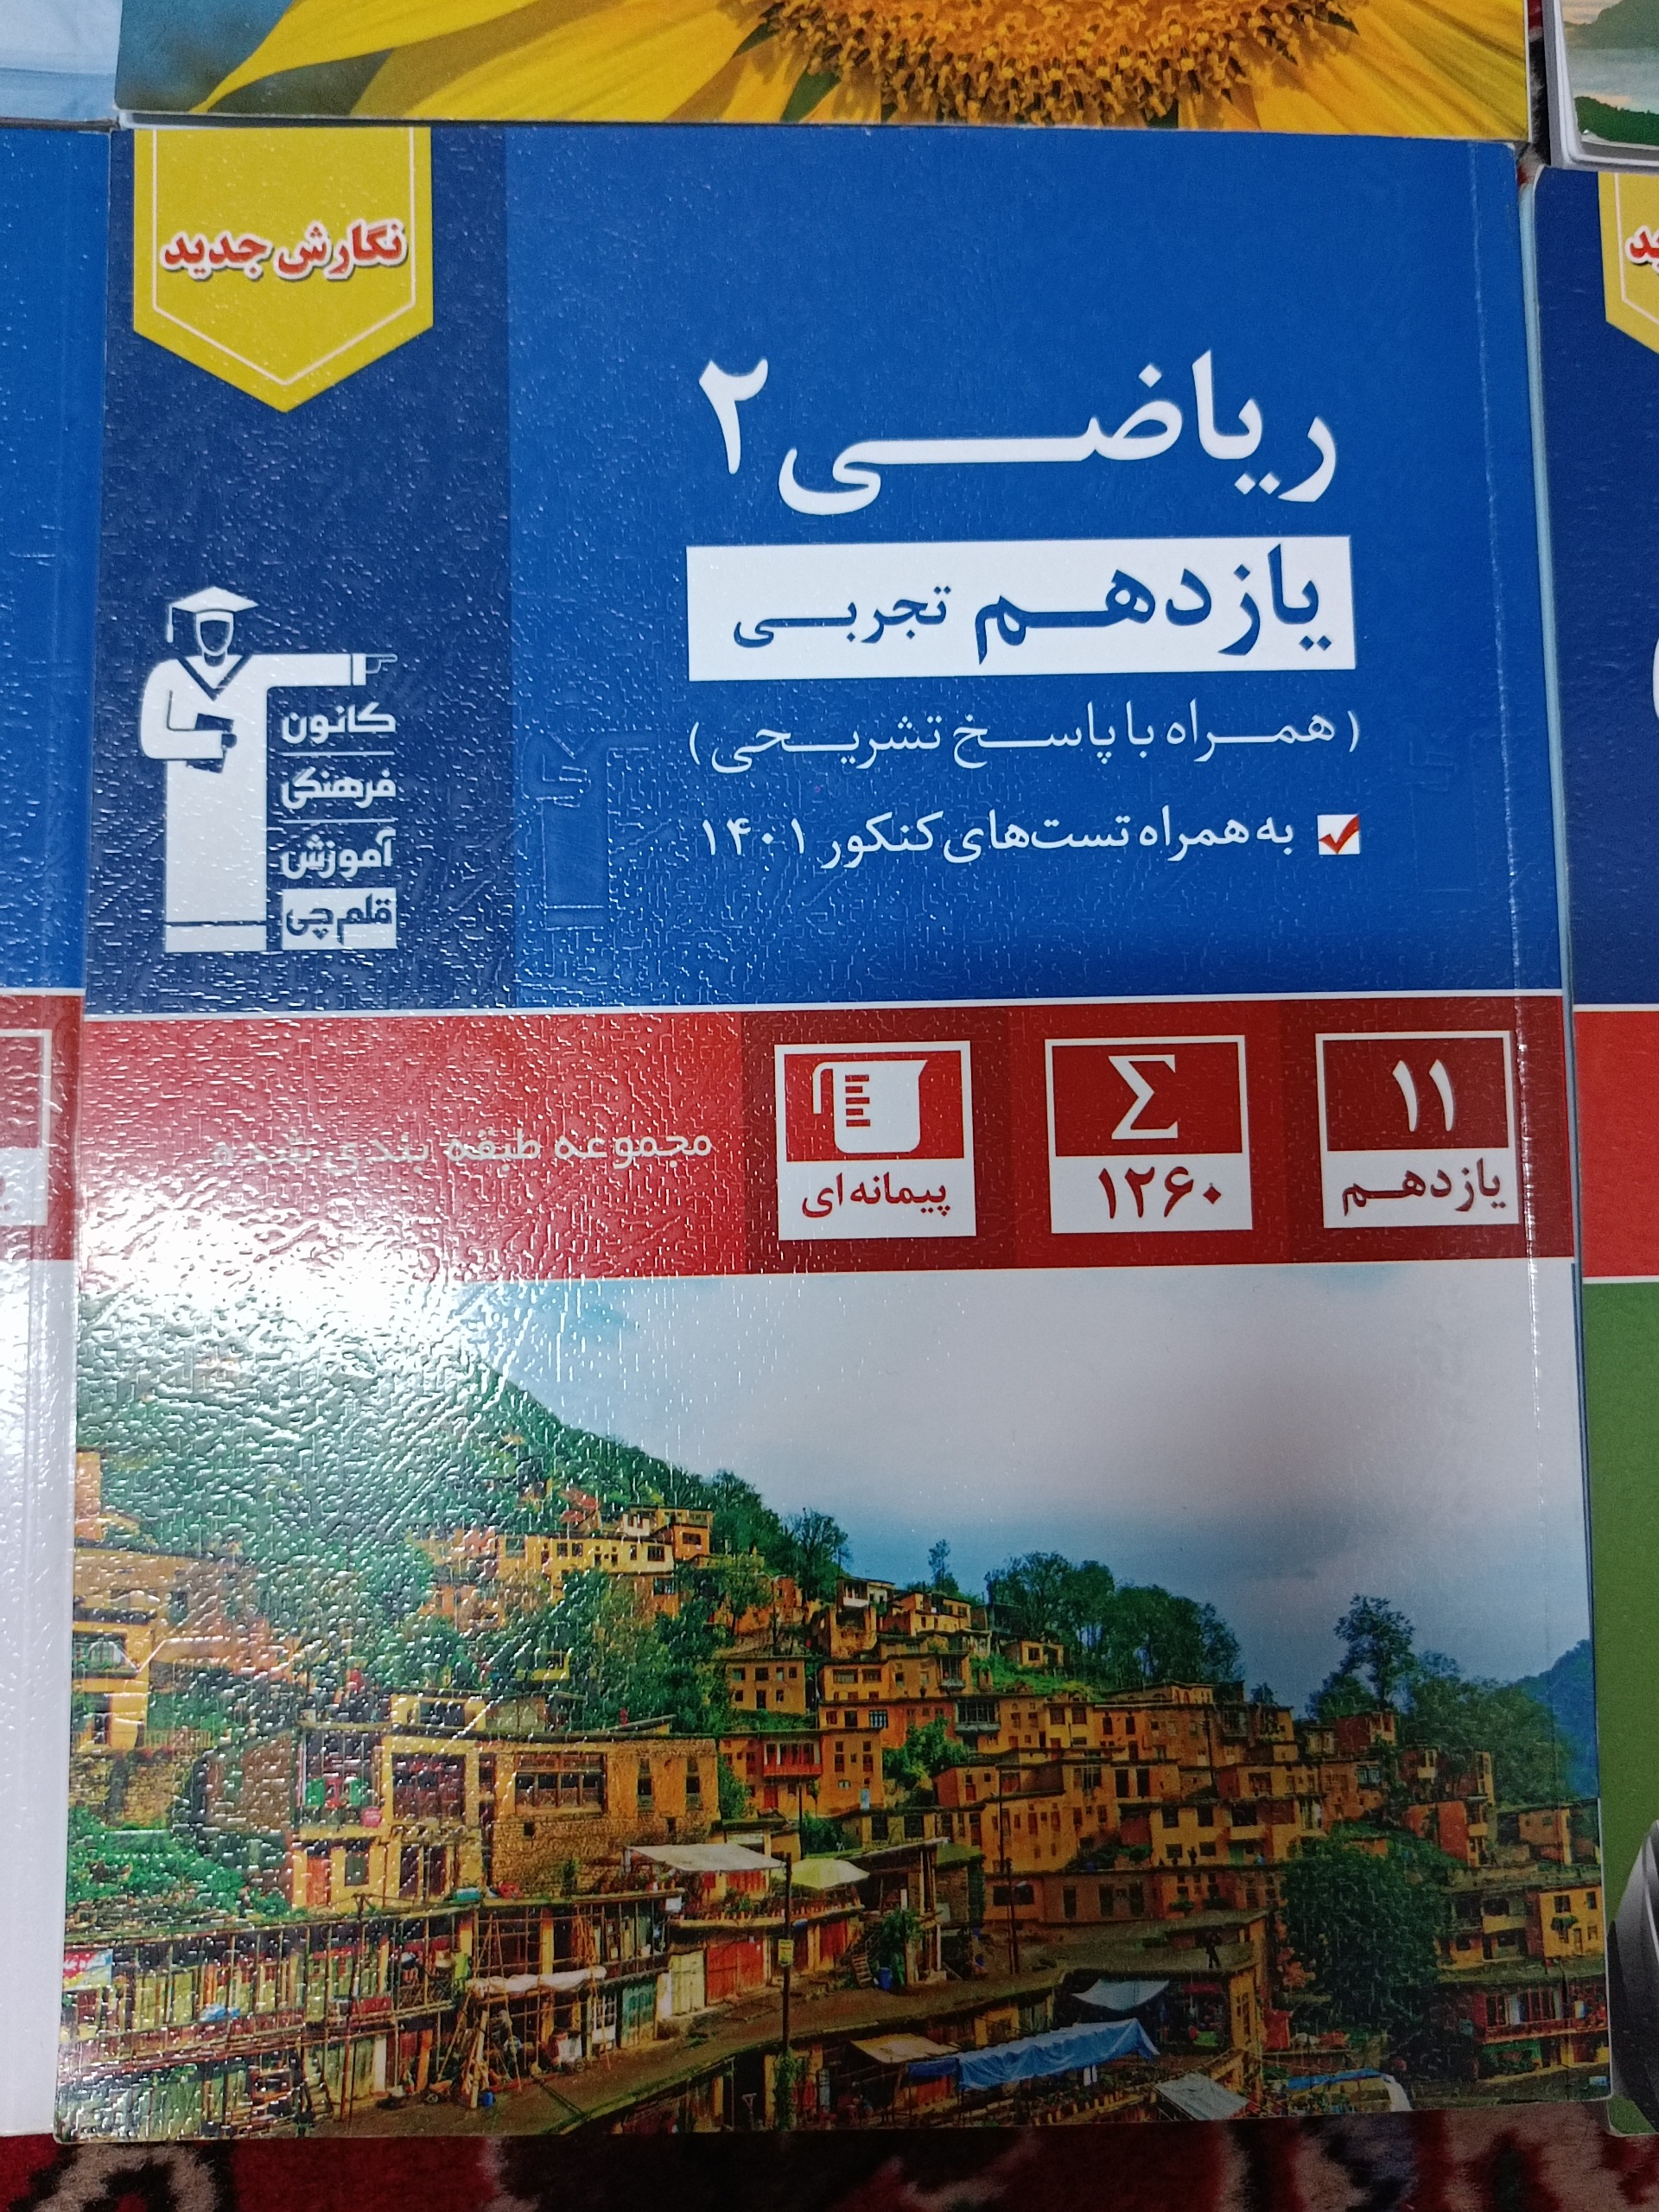 نگارش جدید
ریاضی ۲
یازدهم تجربی
(همراه با پاسخ تشریحی)
به همراه تست‌های کنکور ۱۴۰۱
کانون
فرهنگی
آموزش
قلم‌چی
۱۱
یازدهم
Σ
۱۲۶۰
پیمانه‌ای
مجموعه طبقه بندی شده